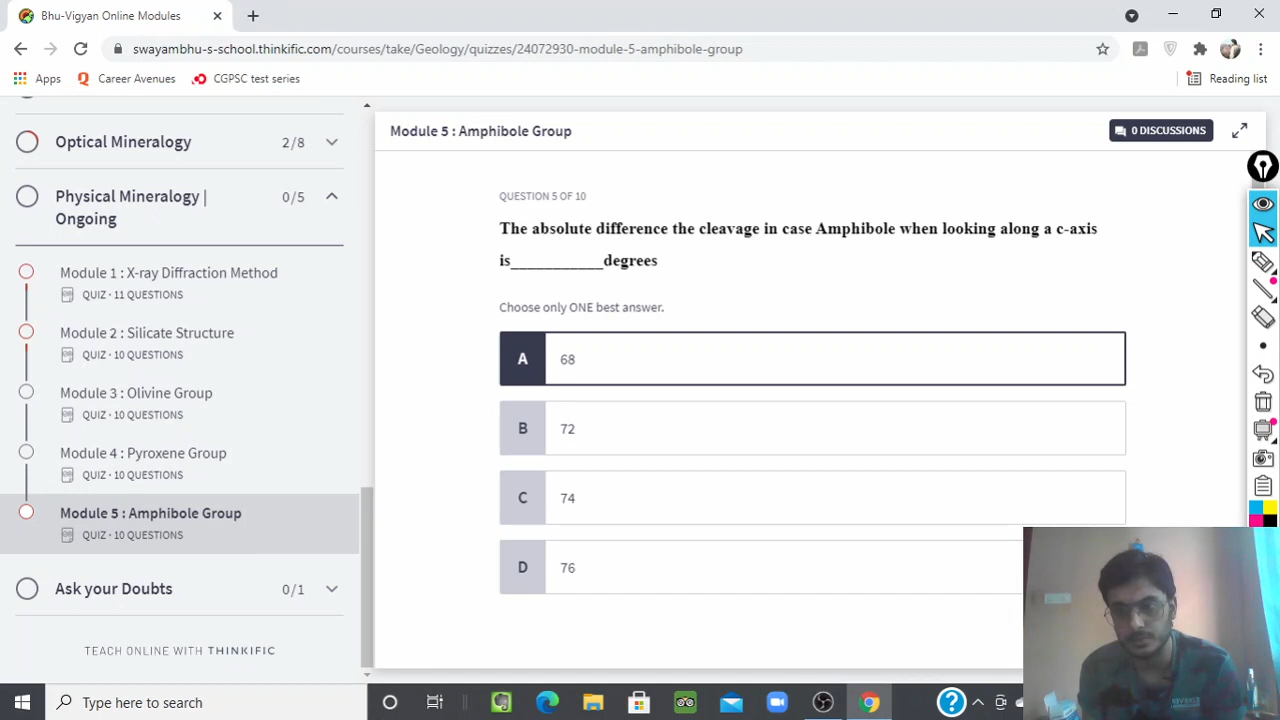 Bhu-Vigyan Online Modules
swayambhu-s-school.thinkific.com/courses/take/Geology/quizzes/24072930-module-5-amphibole-group
Apps
Career Avenues
CGPSC test series
Reading list
Optical Mineralogy
2/8
Physical Mineralogy |
Ongoing
0/5
Module 1 : X-ray Diffraction Method
QUIZ · 11 QUESTIONS
Module 2 : Silicate Structure
QUIZ · 10 QUESTIONS
Module 3 : Olivine Group
QUIZ · 10 QUESTIONS
Module 4 : Pyroxene Group
QUIZ · 10 QUESTIONS
Module 5 : Amphibole Group
QUIZ · 10 QUESTIONS
Ask your Doubts
0/1
TEACH ONLINE WITH THINKIFIC
Module 5 : Amphibole Group
0 DISCUSSIONS
QUESTION 5 OF 10
The absolute difference the cleavage in case Amphibole when looking along a c-axis
is___________degrees
Choose only ONE best answer.
A 68
B 72
C 74
D 76
Type here to search